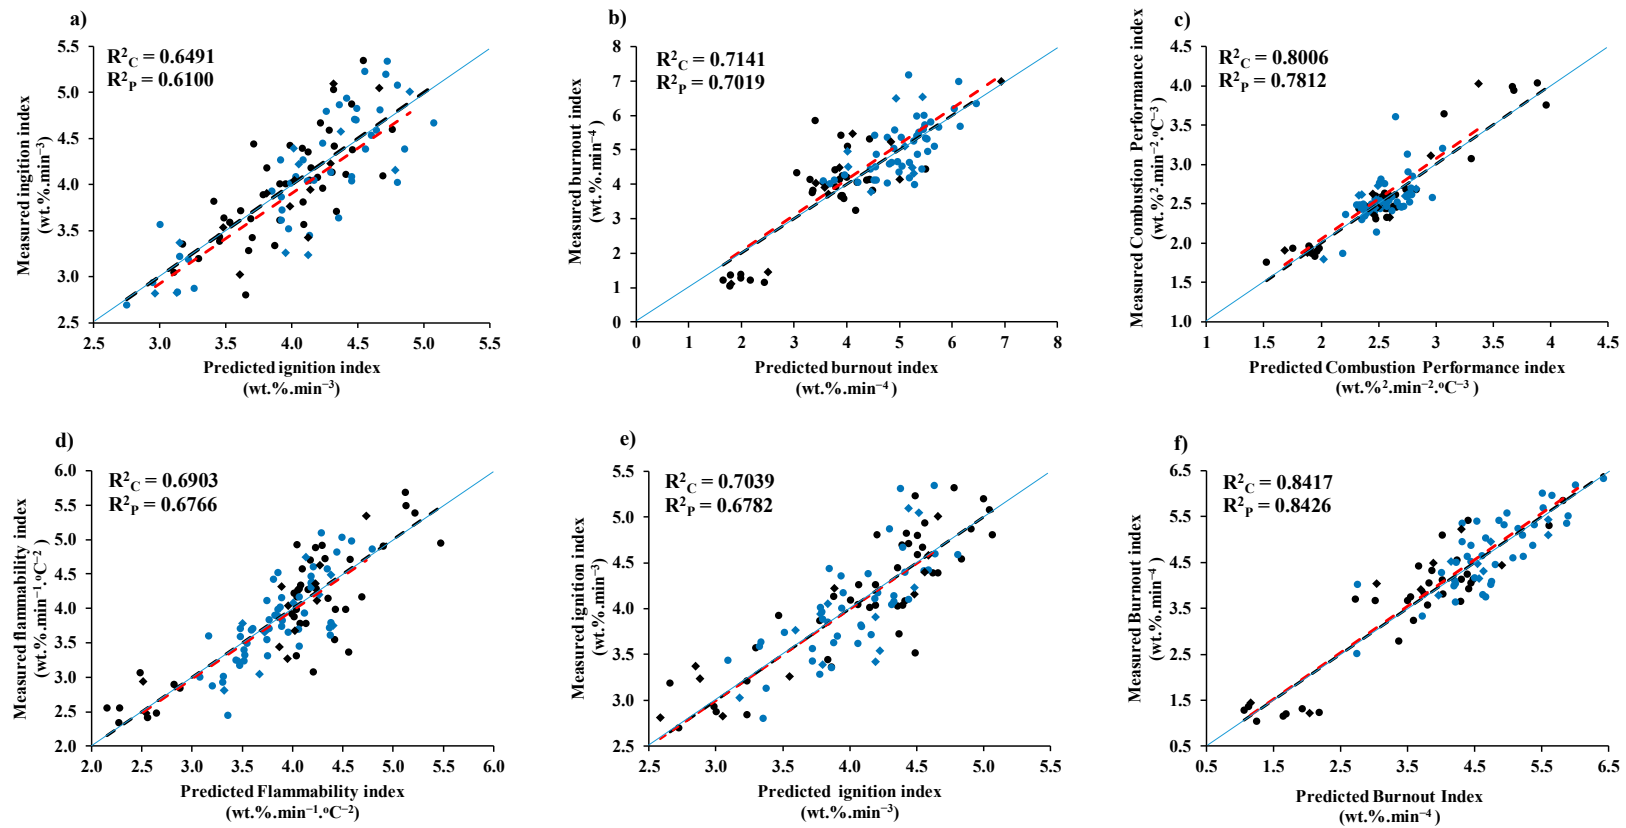 a)
R²C = 0.6491
R²P = 0.6100
Measured ingition index
(wt.%.min⁻³)
5.5
5.0
4.5
4.0
3.5
3.0
2.5
2.5 3.0 3.5 4.0 4.5 5.0 5.5
Predicted ignition index
(wt.%.min⁻³)
b)
R²C = 0.7141
R²P = 0.7019
Measured burnout index
(wt.%.min⁻⁴)
8
7
6
5
4
3
2
1
0
0 1 2 3 4 5 6 7 8
Predicted burnout index
(wt.%.min⁻⁴)
c)
R²C = 0.8006
R²P = 0.7812
Measured Combustion Performance index
(wt.%².min⁻².ᵒC⁻³)
4.5
4.0
3.5
3.0
2.5
2.0
1.5
1.0
1 1.5 2 2.5 3 3.5 4 4.5
Predicted Combustion Performance index
(wt.%².min⁻².ᵒC⁻³)
d)
R²C = 0.6903
R²P = 0.6766
Measured flammability index
(wt.%.min⁻¹.ᵒC⁻²)
6.0
5.5
5.0
4.5
4.0
3.5
3.0
2.5
2.0
2.0 2.5 3.0 3.5 4.0 4.5 5.0 5.5 6.0
Predicted Flammability index
(wt.%.min⁻¹.ᵒC⁻²)
e)
R²C = 0.7039
R²P = 0.6782
Measured ignition index
(wt.%.min⁻³)
5.5
5.0
4.5
4.0
3.5
3.0
2.5
2.5 3.0 3.5 4.0 4.5 5.0 5.5
Predicted ignition index
(wt.%.min⁻³)
f)
R²C = 0.8417
R²P = 0.8426
Measured Burnout index
(wt.%.min⁻⁴)
6.5
5.5
4.5
3.5
2.5
1.5
0.5
0.5 1.5 2.5 3.5 4.5 5.5 6.5
Predicted Burnout Index
(wt.%.min⁻⁴)